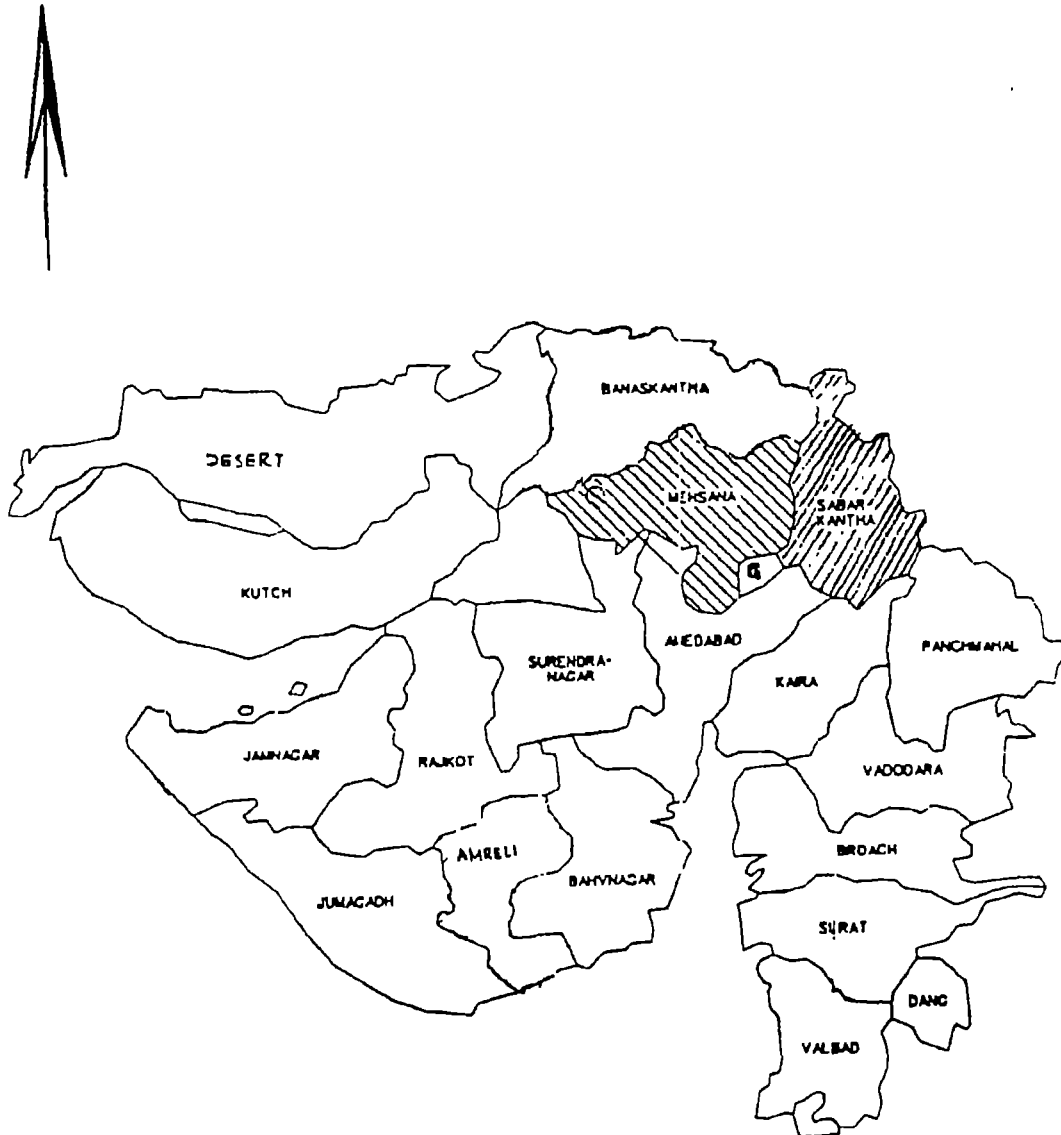 BANASKANTHA
DESERT
MEHSANA
SABAR-
KANTHA
G
KUTCH
AHEDABAD
PANCHMAHAL
SURENDRA-
NAGAR
KAIRA
JAMNAGAR
RAJKOT
VADODARA
AMRELI
BROACH
BAHVNAGAR
JUMAGADH
SURAT
DANG
VALSAD